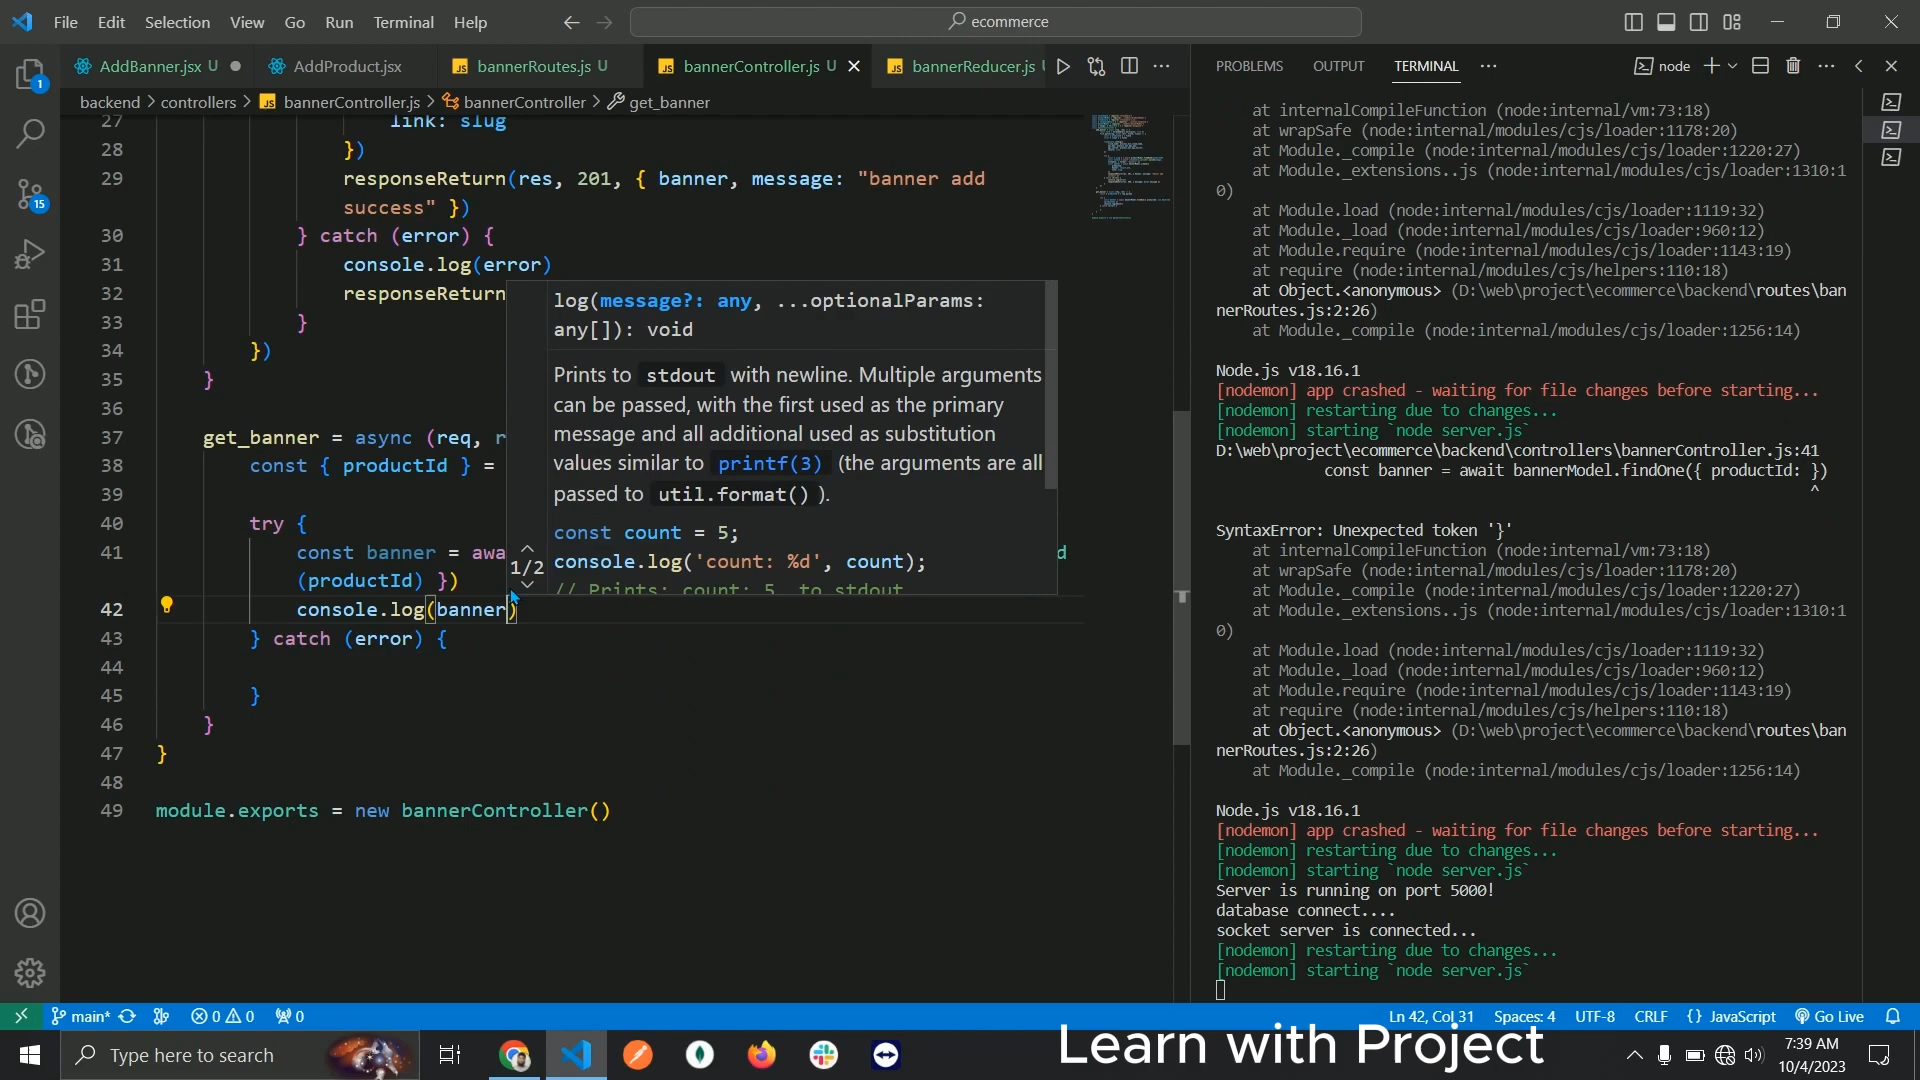 File Edit Selection View Go Run Terminal Help
ecommerce
AddBanner.jsx U
AddProduct.jsx
bannerRoutes.js U
bannerController.js U
bannerReducer.js
backend > controllers > bannerController.js > bannerController > get_banner
27 link: slug
28 })
29 responseReturn(res, 201, { banner, message: "banner add
success" })
30 } catch (error) {
31 console.log(error)
32 responseReturn
33 }
34 })
35 }
36
37 get_banner = async (req, r
38 const { productId } =
39
40 try {
41 const banner = awa
(productId) })
42 console.log(banner)
43 } catch (error) {
44
45 }
46 }
47 }
48
49 module.exports = new bannerController()
log(message?: any, ...optionalParams:
any[]): void
Prints to stdout with newline. Multiple arguments
can be passed, with the first used as the primary
message and all additional used as substitution
values similar to printf(3) (the arguments are all
passed to util.format()).
const count = 5;
console.log('count: %d', count);
// Prints: count: 5, to stdout
1/2
d
PROBLEMS OUTPUT TERMINAL
node
at internalCompileFunction (node:internal/vm:73:18)
at wrapSafe (node:internal/modules/cjs/loader:1178:20)
at Module._compile (node:internal/modules/cjs/loader:1220:27)
at Module._extensions..js (node:internal/modules/cjs/loader:1310:1
0)
at Module.load (node:internal/modules/cjs/loader:1119:32)
at Module._load (node:internal/modules/cjs/loader:960:12)
at Module.require (node:internal/modules/cjs/loader:1143:19)
at require (node:internal/modules/cjs/helpers:110:18)
at Object.<anonymous> (D:\web\project\ecommerce\backend\routes\ban
nerRoutes.js:2:26)
at Module._compile (node:internal/modules/cjs/loader:1256:14)
Node.js v18.16.1
[nodemon] app crashed - waiting for file changes before starting...
[nodemon] restarting due to changes...
[nodemon] starting `node server.js`
D:\web\project\ecommerce\backend\controllers\bannerController.js:41
const banner = await bannerModel.findOne({ productId: })
^
SyntaxError: Unexpected token '}'
at internalCompileFunction (node:internal/vm:73:18)
at wrapSafe (node:internal/modules/cjs/loader:1178:20)
at Module._compile (node:internal/modules/cjs/loader:1220:27)
at Module._extensions..js (node:internal/modules/cjs/loader:1310:1
0)
at Module.load (node:internal/modules/cjs/loader:1119:32)
at Module._load (node:internal/modules/cjs/loader:960:12)
at Module.require (node:internal/modules/cjs/loader:1143:19)
at require (node:internal/modules/cjs/helpers:110:18)
at Object.<anonymous> (D:\web\project\ecommerce\backend\routes\ban
nerRoutes.js:2:26)
at Module._compile (node:internal/modules/cjs/loader:1256:14)
Node.js v18.16.1
[nodemon] app crashed - waiting for file changes before starting...
[nodemon] restarting due to changes...
[nodemon] starting `node server.js`
Server is running on port 5000!
database connect....
socket server is connected...
[nodemon] restarting due to changes...
[nodemon] starting `node server.js`
1
15
main* 0 0 0
Ln 42, Col 31 Spaces: 4 UTF-8 CRLF {} JavaScript Go Live
Learn with Project
Type here to search
7:39 AM
10/4/2023